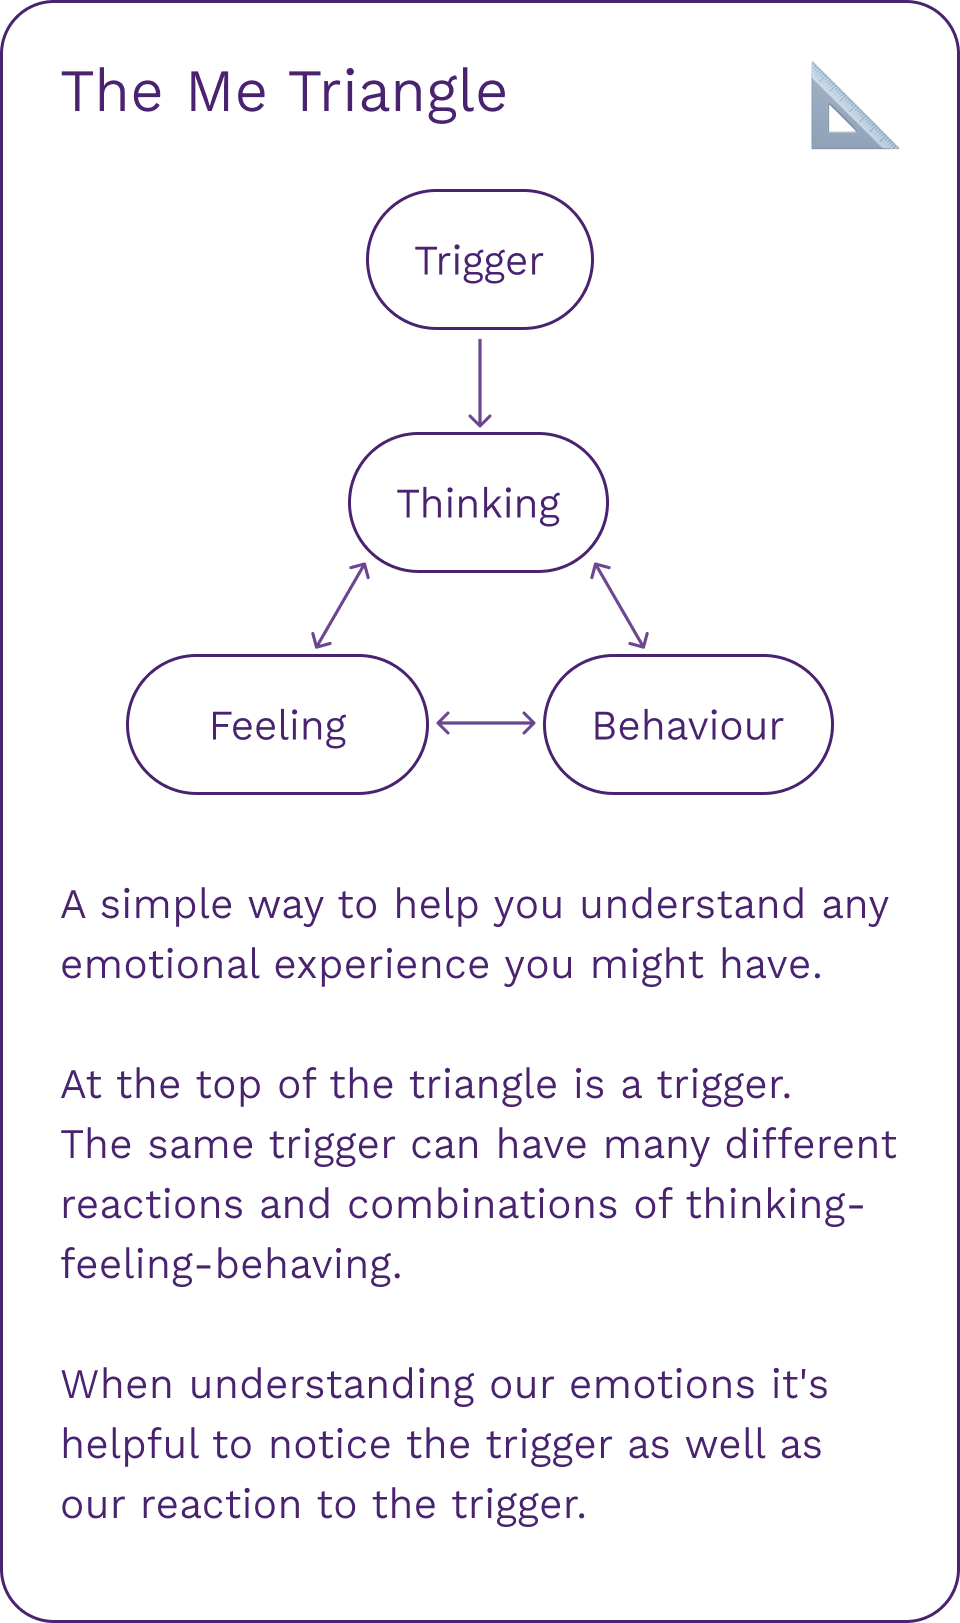 The Me Triangle
Trigger
Thinking
Feeling
Behaviour
A simple way to help you understand any
emotional experience you might have.
At the top of the triangle is a trigger.
The same trigger can have many different
reactions and combinations of thinking-
feeling-behaving.
When understanding our emotions it's
helpful to notice the trigger as well as
our reaction to the trigger.